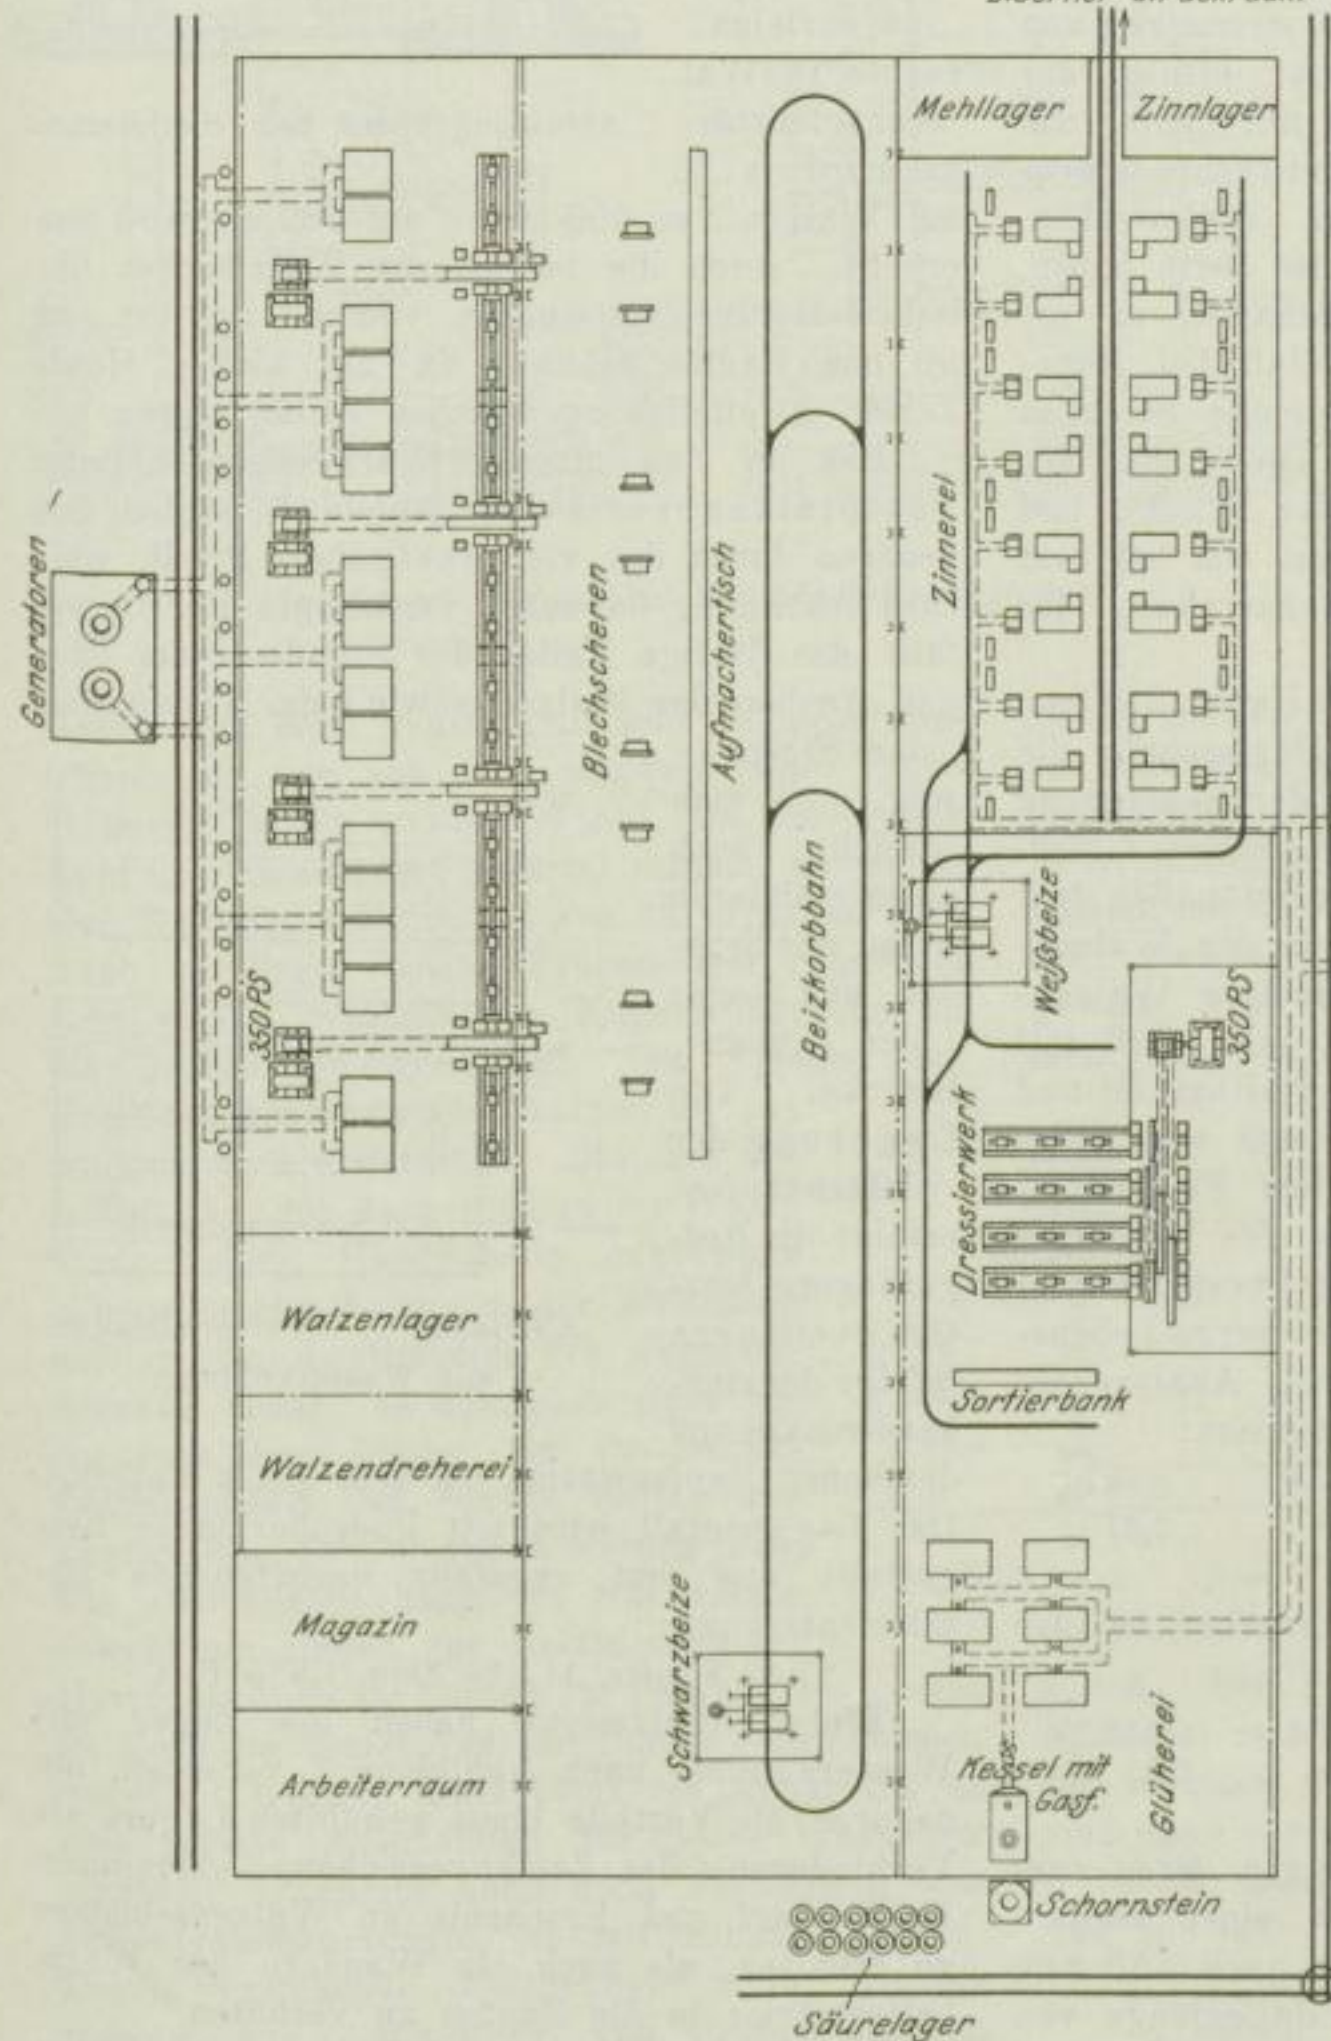 Mehllager
Zinnlager
Generatoren
Blechscheren
Aufmachertisch
Zinnerei
Beizkorbbahn
Weißbeize
350 PS
350 PS
Dressierwerk
Sortierbank
Walzenlager
Walzendreherei
Magazin
Arbeiterraum
Schwarzbeize
Kessel mit
Gasf.
Glüherei
Schornstein
Säurelager